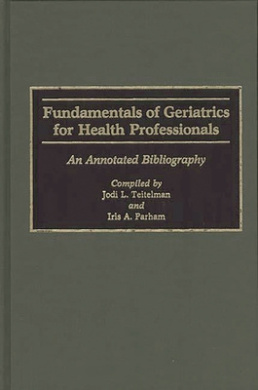 Fundamentals of Geriatrics
for Health Professionals
An Annotated Bibliography
Compiled by
Jodi L. Teitelman
and
Iris A. Parham